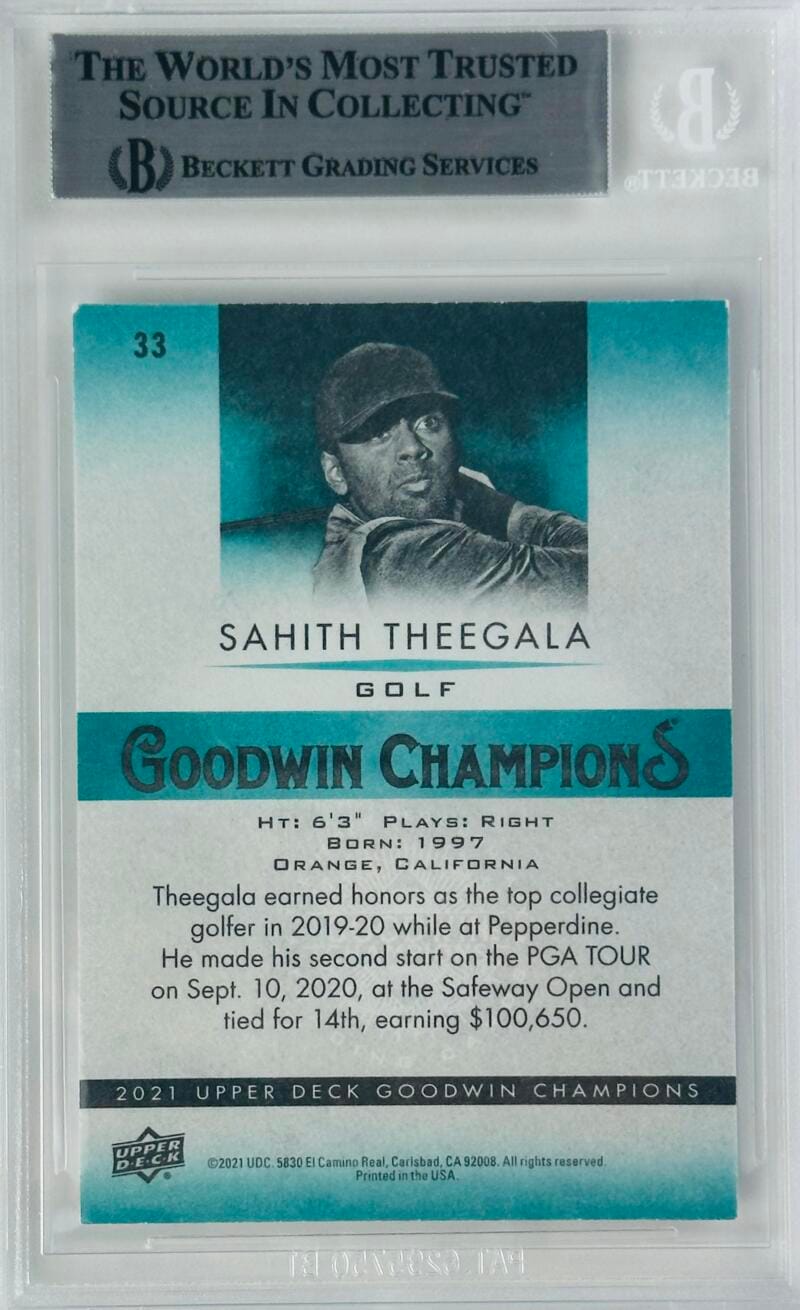 THE WORLD'S MOST TRUSTED
SOURCE IN COLLECTING™
B BECKETT GRADING SERVICES
B
BECKETT®
33
SAHITH THEEGALA
GOLF
GOODWIN CHAMPIONS
HT: 6'3" PLAYS: RIGHT
BORN: 1997
ORANGE, CALIFORNIA
Theegala earned honors as the top collegiate
golfer in 2019-20 while at Pepperdine.
He made his second start on the PGA TOUR
on Sept. 10, 2020, at the Safeway Open and
tied for 14th, earning $100,650.
2021 UPPER DECK GOODWIN CHAMPIONS
UPPER
D·E·C·K
©2021 UDC. 5830 El Camino Real, Carlsbad, CA 92008. All rights reserved.
Printed in the USA.